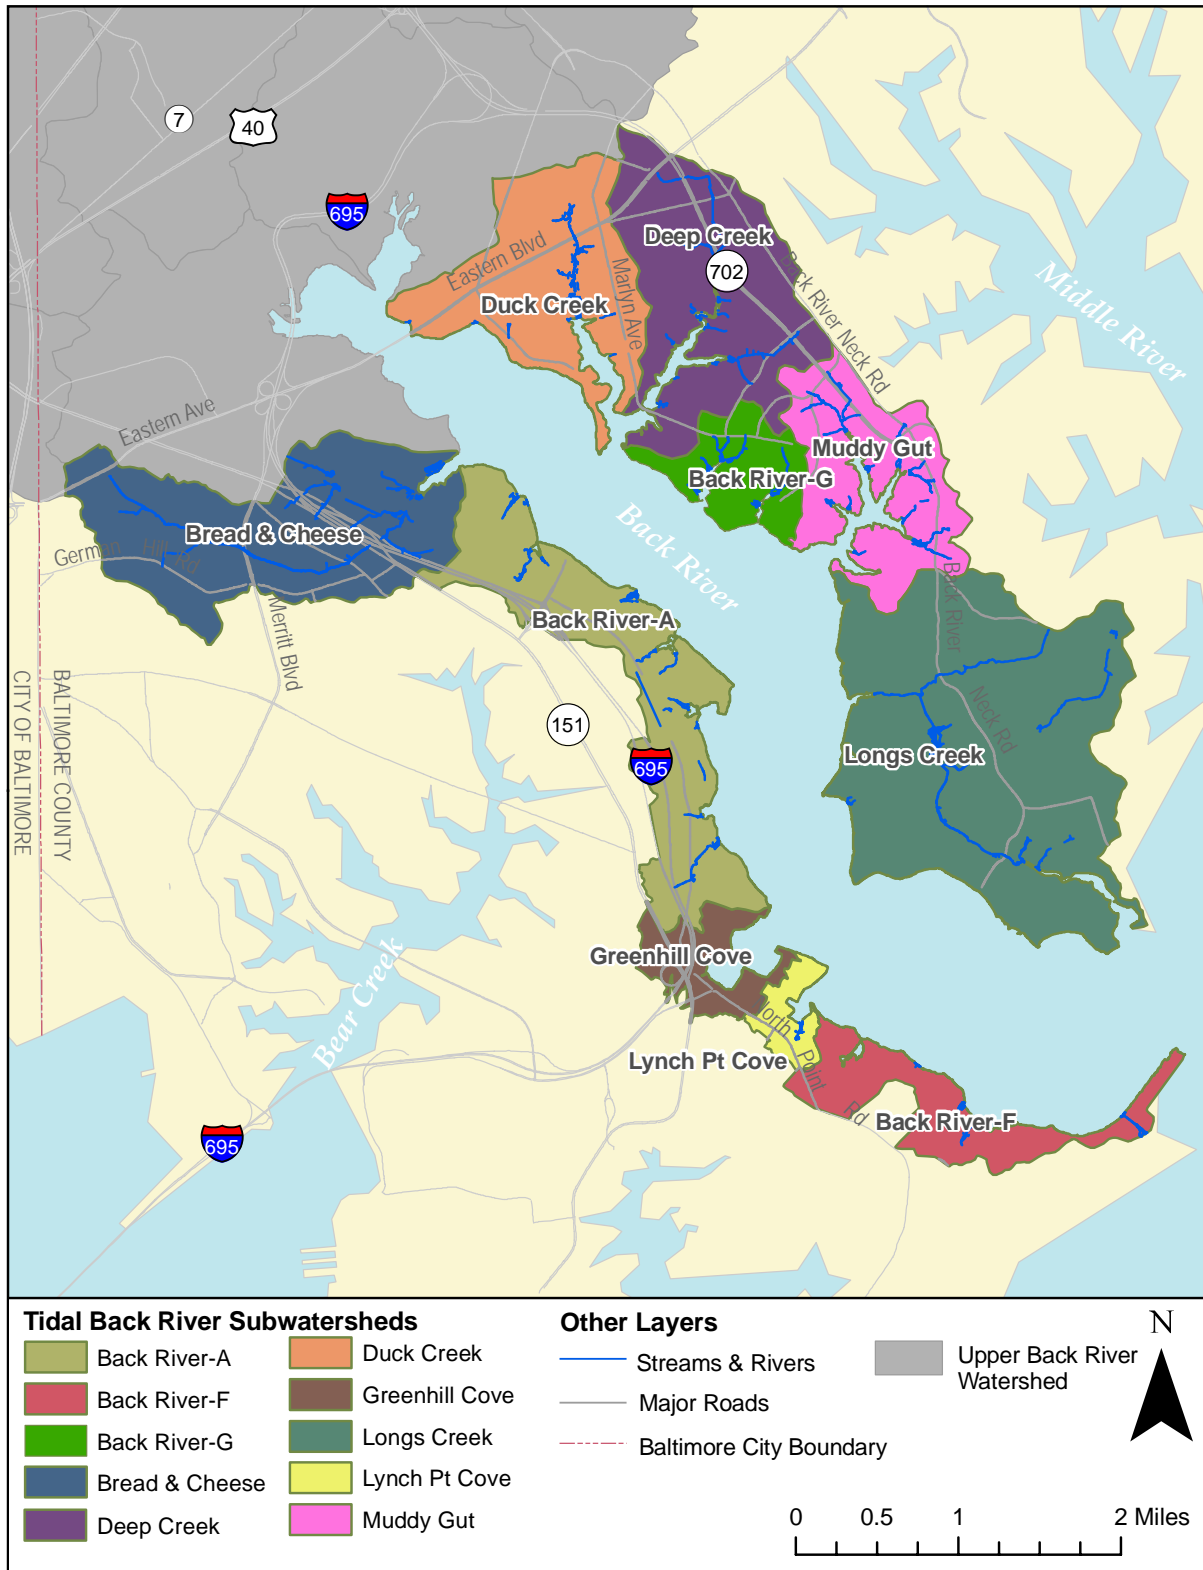 7
40
695
Deep Creek
702
Eastern Blvd
Duck Creek
Marlyn Ave
Back River Neck Rd
Middle River
Eastern Ave
Muddy Gut
Back River-G
Back River
Bread & Cheese
German Hill Rd
Merritt Blvd
Back River-A
Back River
Neck Rd
CITY OF BALTIMORE
BALTIMORE COUNTY
151
695
Longs Creek
Bear Creek
Greenhill Cove
North Point Rd
Lynch Pt Cove
Back River-F
695
Tidal Back River Subwatersheds
Back River-A
Back River-F
Back River-G
Bread & Cheese
Deep Creek
Duck Creek
Greenhill Cove
Longs Creek
Lynch Pt Cove
Muddy Gut
Other Layers
Streams & Rivers
Major Roads
Baltimore City Boundary
Upper Back River
Watershed
N
0 0.5 1 2 Miles